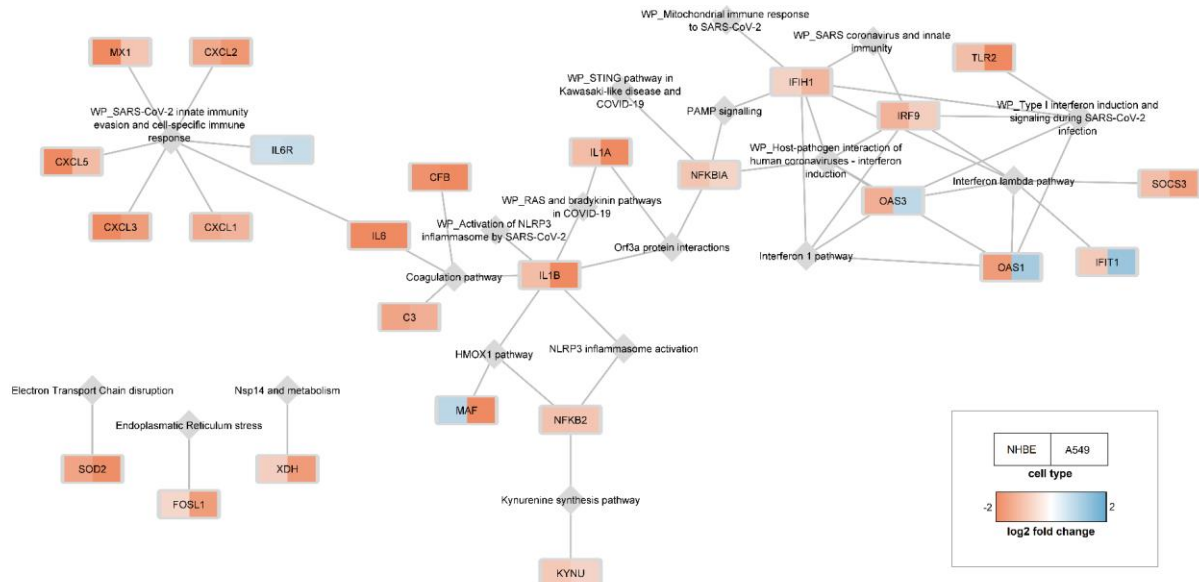 WP_Mitochondrial immune response
to SARS-CoV-2
MX1
CXCL2
WP_SARS coronavirus and innate
immunity
TLR2
WP_STING pathway in
Kawasaki-like disease and
COVID-19
IFIH1
PAMP signalling
IRF9
WP_Type I interferon induction and
signaling during SARS-CoV-2
infection
WP_SARS-CoV-2 innate immunity
evasion and cell-specific immune
response
IL6R
CXCL5
IL1A
CFB
NFKBIA
WP_Host-pathogen interaction of
human coronaviruses - interferon
induction
Interferon lambda pathway
SOCS3
WP_RAS and bradykinin pathways
in COVID-19
OAS3
CXCL3
CXCL1
IL6
WP_Activation of NLRP3
inflammasome by SARS-CoV-2
Orf3a protein interactions
Interferon 1 pathway
OAS1
IFIT1
Coagulation pathway
IL1B
C3
HMOX1 pathway
NLRP3 inflammasome activation
Electron Transport Chain disruption
Nsp14 and metabolism
MAF
NFKB2
Endoplasmatic Reticulum stress
SOD2
XDH
FOSL1
Kynurenine synthesis pathway
KYNU
NHBE
A549
cell type
-2
2
log2 fold change